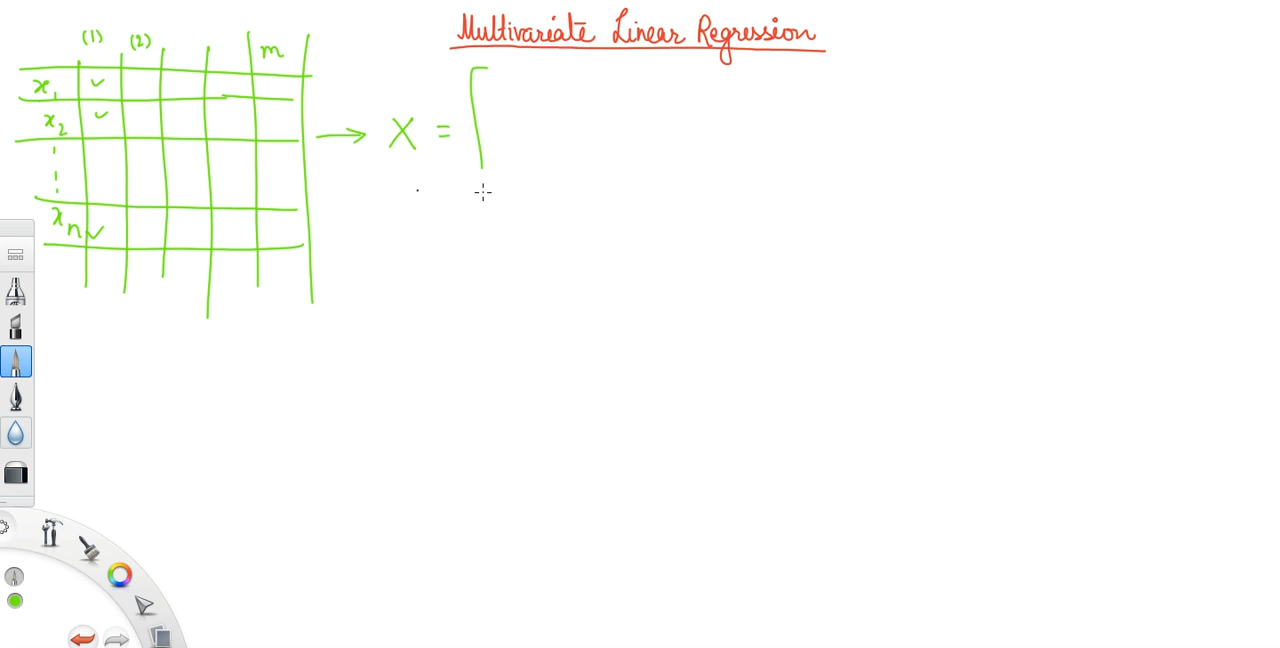 Multivariate Linear Regression
(1) (2) m
x₁ ✓
x₂ ✓
⋮
xₙ ✓
→ X = [